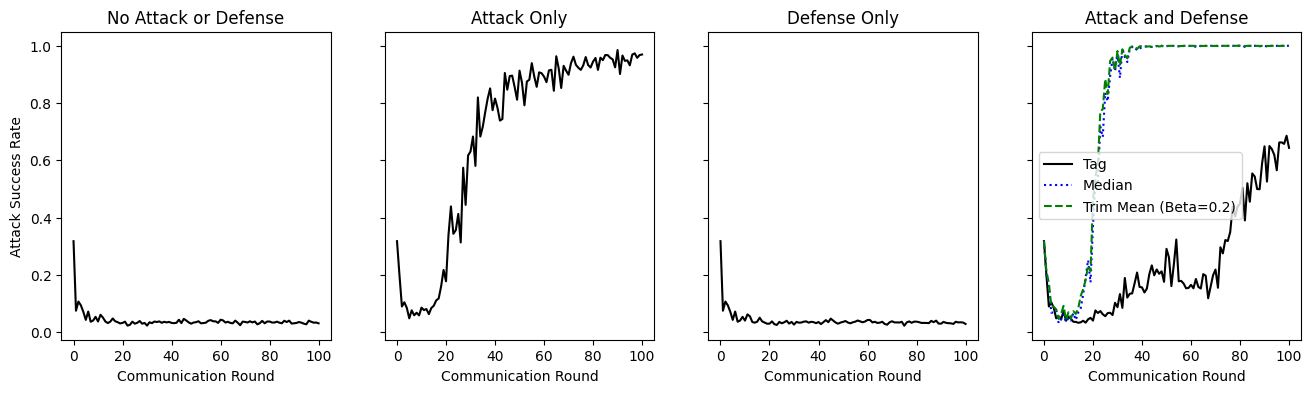 No Attack or Defense
Attack Only
Defense Only
Attack and Defense
Attack Success Rate
1.0
0.8
0.6
0.4
0.2
0.0
Tag
Median
Trim Mean (Beta=0.2)
0 20 40 60 80 100
0 20 40 60 80 100
0 20 40 60 80 100
0 20 40 60 80 100
Communication Round
Communication Round
Communication Round
Communication Round